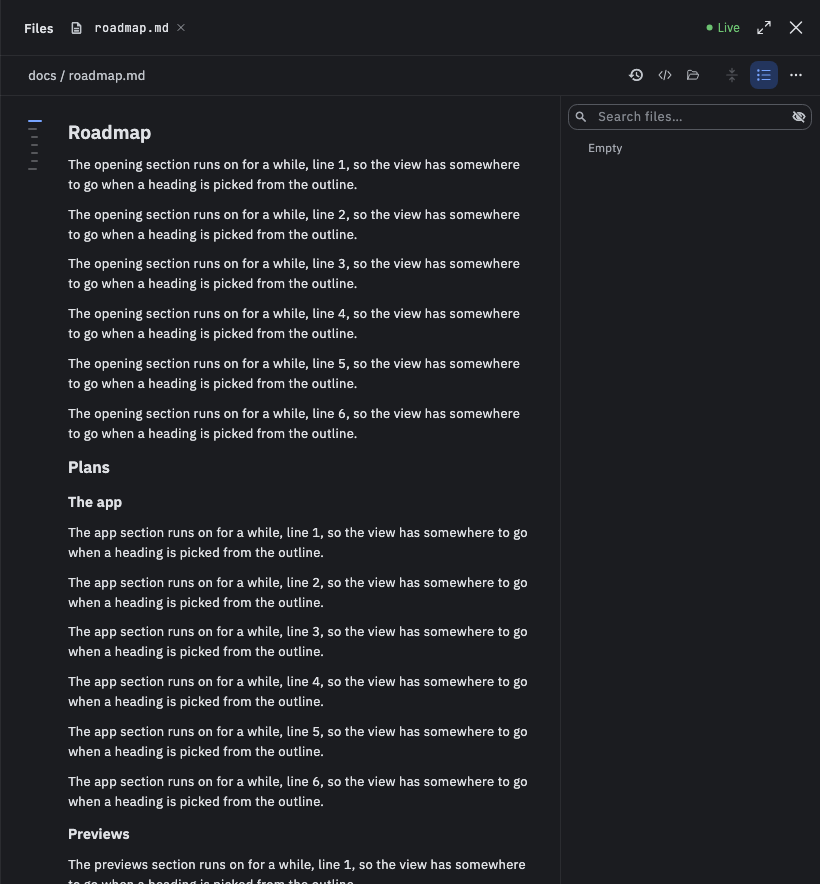 Files
roadmap.md
Live
docs / roadmap.md
Search files...
Empty
Roadmap
The opening section runs on for a while, line 1, so the view has somewhere
to go when a heading is picked from the outline.
The opening section runs on for a while, line 2, so the view has somewhere
to go when a heading is picked from the outline.
The opening section runs on for a while, line 3, so the view has somewhere
to go when a heading is picked from the outline.
The opening section runs on for a while, line 4, so the view has somewhere
to go when a heading is picked from the outline.
The opening section runs on for a while, line 5, so the view has somewhere
to go when a heading is picked from the outline.
The opening section runs on for a while, line 6, so the view has somewhere
to go when a heading is picked from the outline.
Plans
The app
The app section runs on for a while, line 1, so the view has somewhere to go
when a heading is picked from the outline.
The app section runs on for a while, line 2, so the view has somewhere to go
when a heading is picked from the outline.
The app section runs on for a while, line 3, so the view has somewhere to go
when a heading is picked from the outline.
The app section runs on for a while, line 4, so the view has somewhere to go
when a heading is picked from the outline.
The app section runs on for a while, line 5, so the view has somewhere to go
when a heading is picked from the outline.
The app section runs on for a while, line 6, so the view has somewhere to go
when a heading is picked from the outline.
Previews
The previews section runs on for a while, line 1, so the view has somewhere
to go when a heading is picked from the outline.